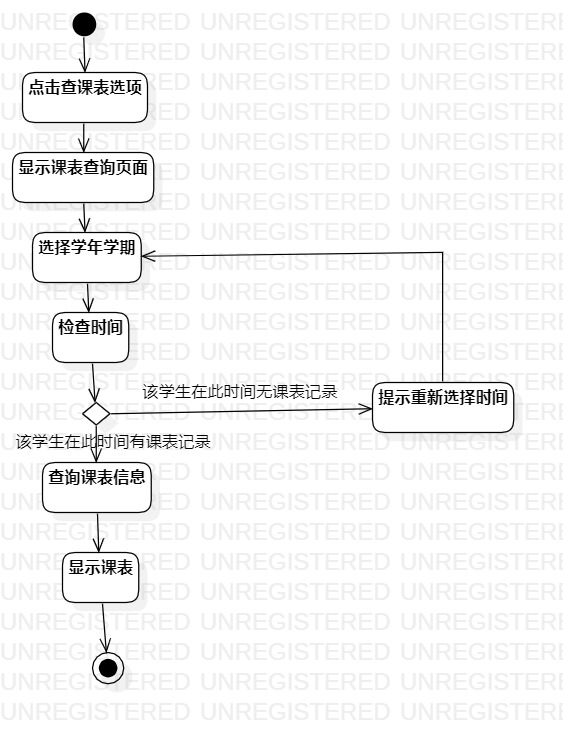 点击查课表选项
显示课表查询页面
选择学年学期
检查时间
该学生在此时间无课表记录
提示重新选择时间
该学生在此时间有课表记录
查询课表信息
显示课表
UNREGISTERED